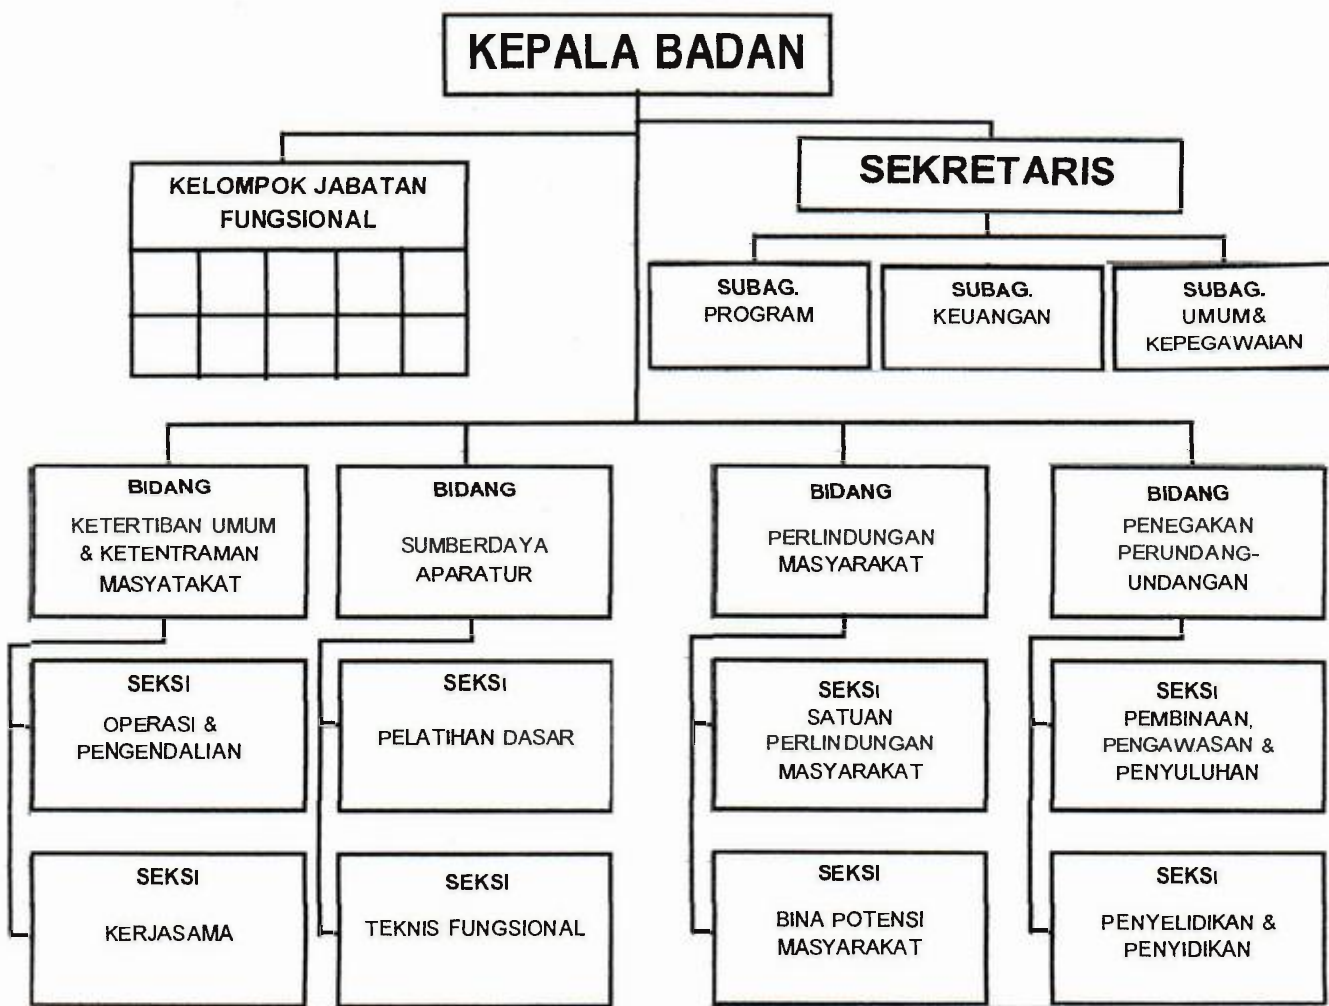 KEPALA BADAN
KELOMPOK JABATAN
FUNGSIONAL
SEKRETARIS
SUBAG.
PROGRAM
SUBAG.
KEUANGAN
SUBAG.
UMUM&
KEPEGAWAIAN
BIDANG
KETERTIBAN UMUM
& KETENTRAMAN
MASYATAKAT
BIDANG
SUMBERDAYA
APARATUR
BIDANG
PERLINDUNGAN
MASYARAKAT
BIDANG
PENEGAKAN
PERUNDANG-
UNDANGAN
SEKSI
OPERASI &
PENGENDALIAN
SEKSI
PELATIHAN DASAR
SEKSI
SATUAN
PERLINDUNGAN
MASYARAKAT
SEKSI
PEMBINAAN,
PENGAWASAN &
PENYULUHAN
SEKSI
KERJASAMA
SEKSI
TEKNIS FUNGSIONAL
SEKSI
BINA POTENSI
MASYARAKAT
SEKSI
PENYELIDIKAN &
PENYIDIKAN